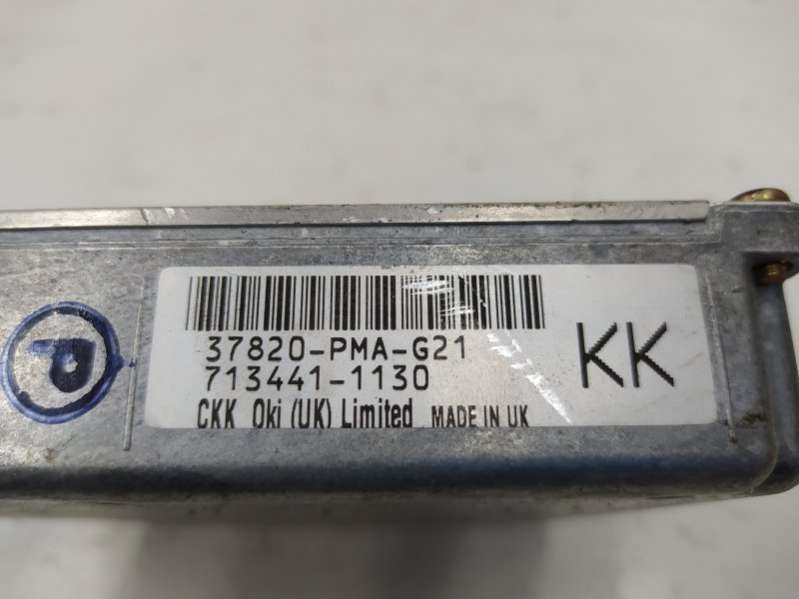 37820-PMA-G21
713441-1130
CKK Oki (UK) Limited MADE IN UK
KK